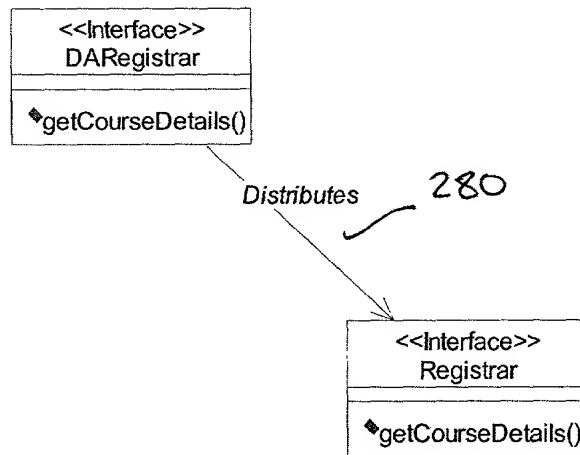 <<Interface>>
DARegistrar
getCourseDetails()
Distributes
280
<<Interface>>
Registrar
getCourseDetails()